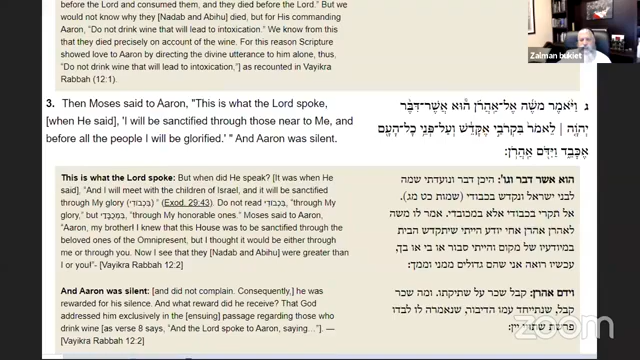 before the Lord and consumed them, and they died before the Lord." But we
would not know why they [Nadab and Abihu] died, but for His commanding
Aaron, "Do not drink wine that will lead to intoxication." We know from
this that they died precisely on account of the wine. For this reason Scripture
showed love to Aaron by directing the divine utterance to him alone, thus,
"Do not drink wine that will lead to intoxication,"] as recounted in Vayikra
Rabbah (12:1).
3. Then Moses said to Aaron, "This is what the Lord spoke,
[when He said], 'I will be sanctified through those near to Me, and
before all the people I will be glorified.' " And Aaron was silent.
ג וַיֹּאמֶר משֶׁה אֶל־אַהֲרֹן הוּא אֲשֶׁר־דִּבֶּר
יְהֹוָה | לֵאמֹר בִּקְרֹבַי אֶקָּדֵשׁ וְעַל־פְּנֵי כָל־הָעָם
אֶכָּבֵד וַיִּדֹּם אַהֲרֹן:
This is what the Lord spoke: But when did He speak? [It was when He
said], "And I will meet with the children of Israel, and it will be sanctified
through My glory (בִּכְבוֹדִי) " (Exod. 29:43). Do not read בִּכְבוֹדִי, "through My
glory," but בִּמְכֻבָּדַי, "through My honorable ones." Moses said to Aaron,
"Aaron, my brother! I knew that this House was to be sanctified through the
beloved ones of the Omnipresent, but I thought it would be either through
me or through you. Now I see that they [Nadab and Abihu] were greater than
I or you!"- [Vayikra Rabbah 12:2]
הוא אשר דבר וגו': היכן דבר ונועדתי שמה
לבני ישראל ונקדש בכבודי (שמות כט מג).
אל תקרי בכבודי אלא במכובדי. אמר לו משה
לאהרן אהרן אחי יודע הייתי שיתקדש הבית
במיודעיו של מקום והייתי סבור או בי או בך,
עכשיו רואה אני שהם גדולים ממני וממך:
And Aaron was silent: [and did not complain. Consequently,] he was
rewarded for his silence. And what reward did he receive? That God
addressed him exclusively in the [ensuing] passage regarding those who
drink wine [as verse 8 says, "And the Lord spoke to Aaron, saying…"]. —
[Vayikra Rabbah 12:2]
וידם אהרן: קבל שכר על שתיקתו. ומה שכר
קבל, שנתייחד עמו הדיבור, שנאמרה לו לבדו
פרשת שתויי יין:
Zalman bukiet
zoom